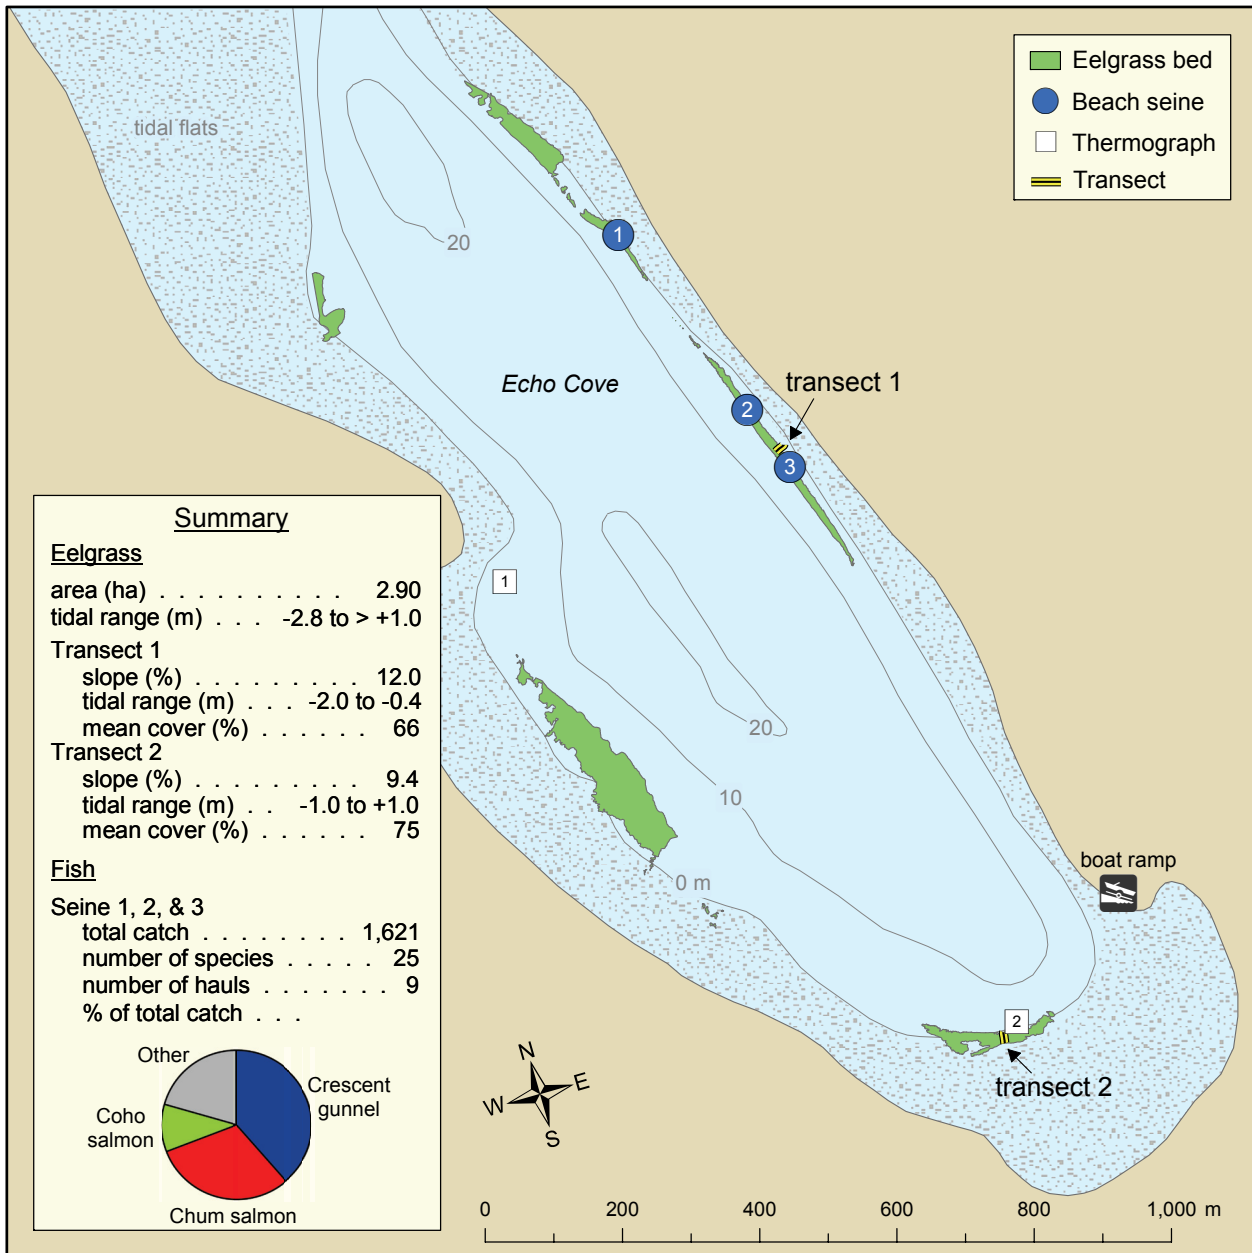 Eelgrass bed
Beach seine
Thermograph
Transect
tidal flats
20
1
Echo Cove
transect 1
2
3
1
20
10
0 m
boat ramp
2
transect 2
N
E
W
S
0 200 400 600 800 1,000 m
Summary
Eelgrass
area (ha) . . . . . . . . . . 2.90
tidal range (m) . . . -2.8 to > +1.0
Transect 1
slope (%) . . . . . . . . . 12.0
tidal range (m) . . . -2.0 to -0.4
mean cover (%) . . . . . . 66
Transect 2
slope (%) . . . . . . . . . 9.4
tidal range (m) . . -1.0 to +1.0
mean cover (%) . . . . . . 75
Fish
Seine 1, 2, & 3
total catch . . . . . . . . 1,621
number of species . . . . . 25
number of hauls . . . . . . . 9
% of total catch . . .
Other
Crescent
gunnel
Coho
salmon
Chum salmon